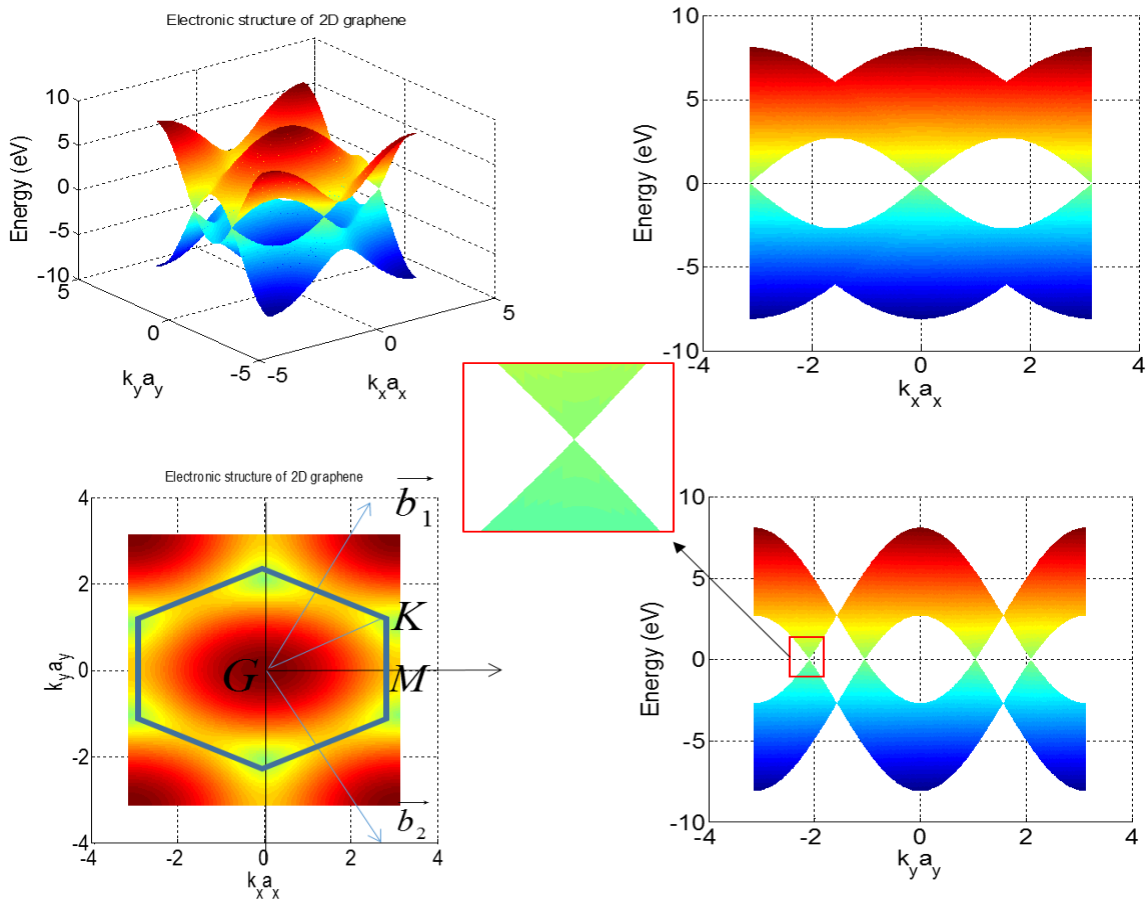 Electronic structure of 2D graphene
10
5
0
-5
-10
Energy (eV)
5
0
-5
k_y a_y
-5
0
5
k_x a_x
10
5
0
-5
-10
Energy (eV)
-4
-2
0
2
4
k_x a_x
Electronic structure of 2D graphene
4
2
0
-2
-4
k_y a_y
-4
-2
0
2
4
k_x a_x
b_1
K
G
M
b_2
10
5
0
-5
-10
Energy (eV)
-4
-2
0
2
4
k_y a_y